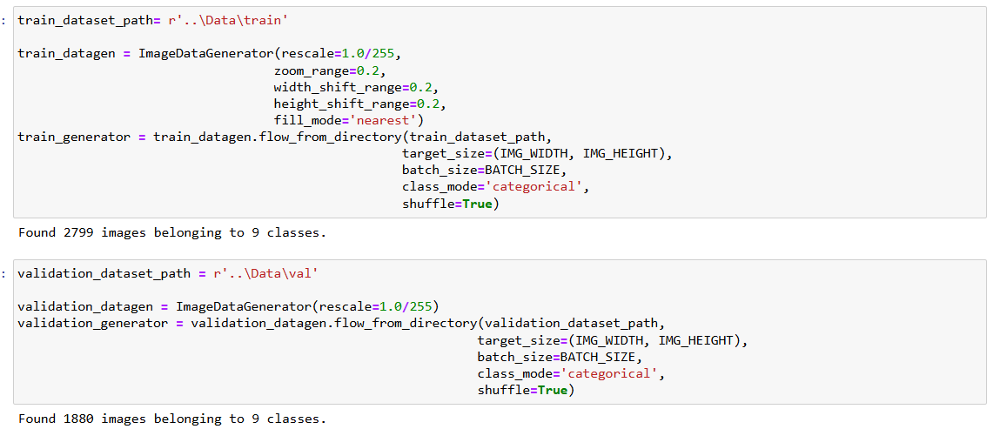 : train_dataset_path= r'..\Data\train'
train_datagen = ImageDataGenerator(rescale=1.0/255,
zoom_range=0.2,
width_shift_range=0.2,
height_shift_range=0.2,
fill_mode='nearest')
train_generator = train_datagen.flow_from_directory(train_dataset_path,
target_size=(IMG_WIDTH, IMG_HEIGHT),
batch_size=BATCH_SIZE,
class_mode='categorical',
shuffle=True)
Found 2799 images belonging to 9 classes.
: validation_dataset_path = r'..\Data\val'
validation_datagen = ImageDataGenerator(rescale=1.0/255)
validation_generator = validation_datagen.flow_from_directory(validation_dataset_path,
target_size=(IMG_WIDTH, IMG_HEIGHT),
batch_size=BATCH_SIZE,
class_mode='categorical',
shuffle=True)
Found 1880 images belonging to 9 classes.